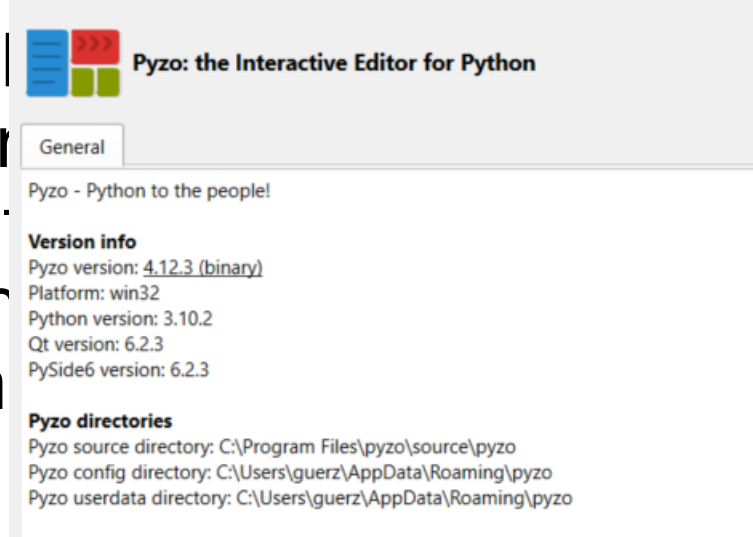 >>>
Pyzo: the Interactive Editor for Python
General
Pyzo - Python to the people!
Version info
Pyzo version: 4.12.3 (binary)
Platform: win32
Python version: 3.10.2
Qt version: 6.2.3
PySide6 version: 6.2.3
Pyzo directories
Pyzo source directory: C:\Program Files\pyzo\source\pyzo
Pyzo config directory: C:\Users\guerz\AppData\Roaming\pyzo
Pyzo userdata directory: C:\Users\guerz\AppData\Roaming\pyzo